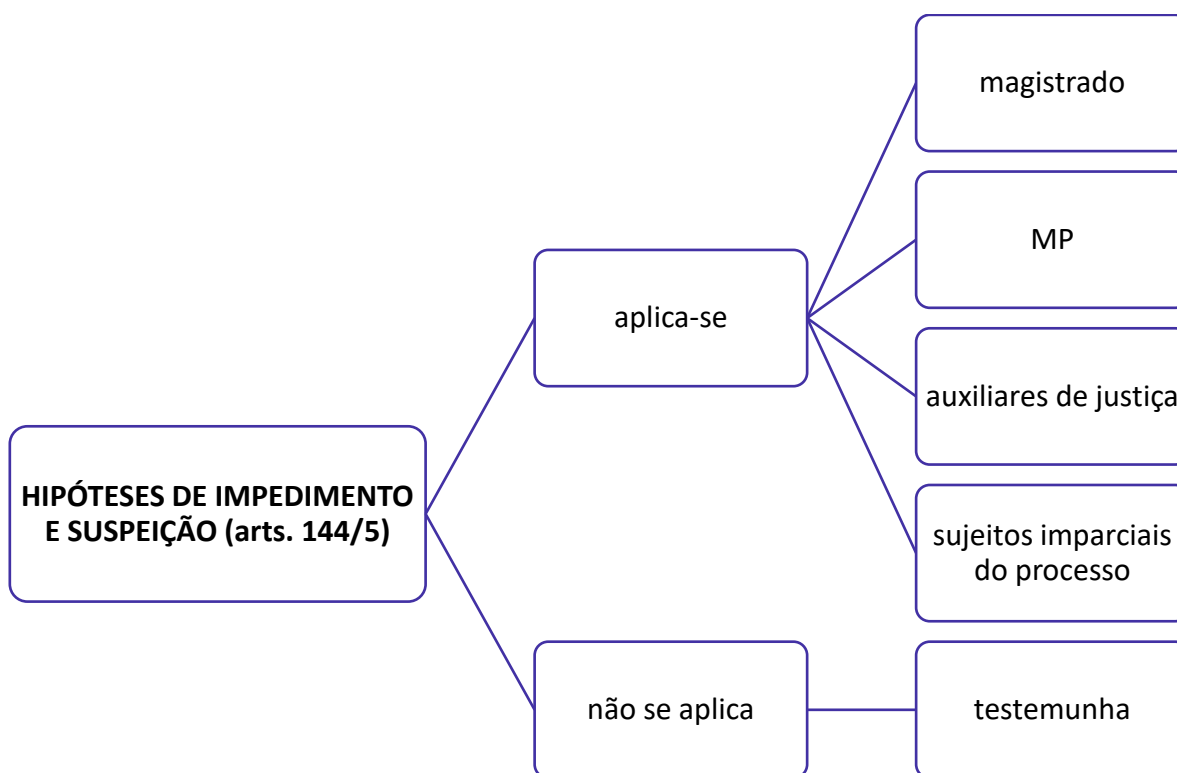 HIPÓTESES DE IMPEDIMENTO
E SUSPEIÇÃO (arts. 144/5)
aplica-se
magistrado
MP
auxiliares de justiça
sujeitos imparciais
do processo
não se aplica
testemunha